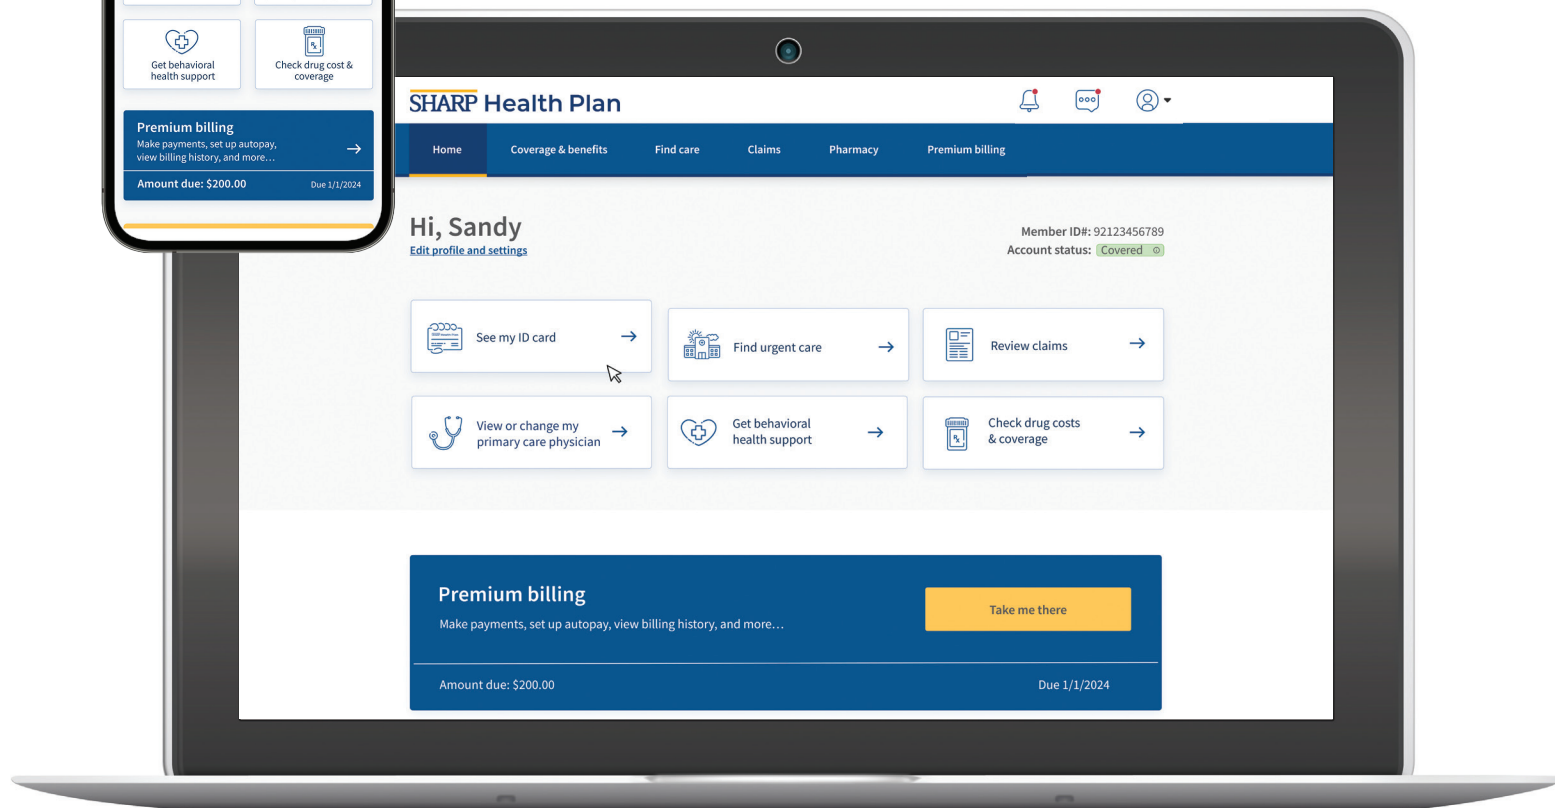 Get behavioral
health support
Check drug cost &
coverage
Premium billing
Make payments, set up autopay,
view billing history, and more...
Amount due: $200.00
Due 1/1/2024
SHARP Health Plan
Home
Coverage & benefits
Find care
Claims
Pharmacy
Premium billing
Hi, Sandy
Edit profile and settings
Member ID#: 92123456789
Account status: Covered
See my ID card
Find urgent care
Review claims
View or change my
primary care physician
Get behavioral
health support
Check drug costs
& coverage
Premium billing
Make payments, set up autopay, view billing history, and more...
Take me there
Amount due: $200.00
Due 1/1/2024